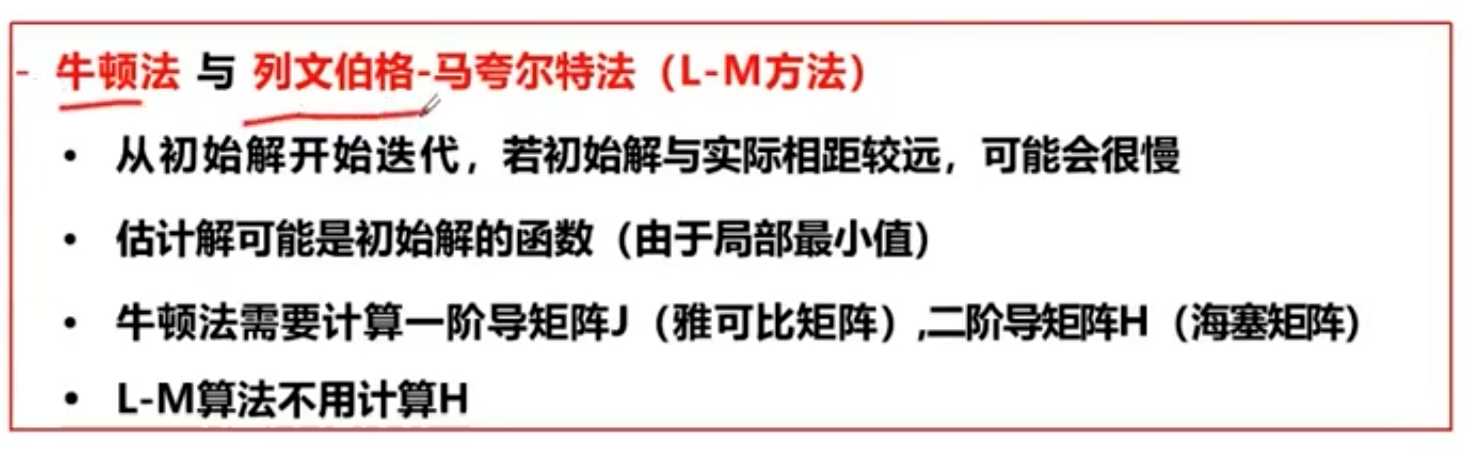 - 牛顿法 与 列文伯格-马夸尔特法（L-M方法）
• 从初始解开始迭代，若初始解与实际相距较远，可能会很慢
• 估计解可能是初始解的函数（由于局部最小值）
• 牛顿法需要计算一阶导矩阵J（雅可比矩阵）,二阶导矩阵H（海塞矩阵）
• L-M算法不用计算H